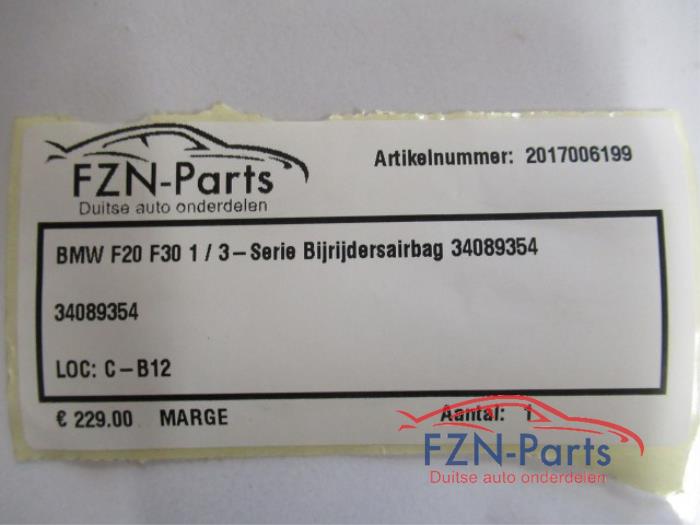 FZN-Parts
Duitse auto onderdelen
Artikelnummer: 2017006199
BMW F20 F30 1 / 3-Serie Bijrijdersairbag 34089354
34089354
LOC: C-B12
€ 229.00 MARGE
Aantal: 1
FZN-Parts
Duitse auto onderdelen